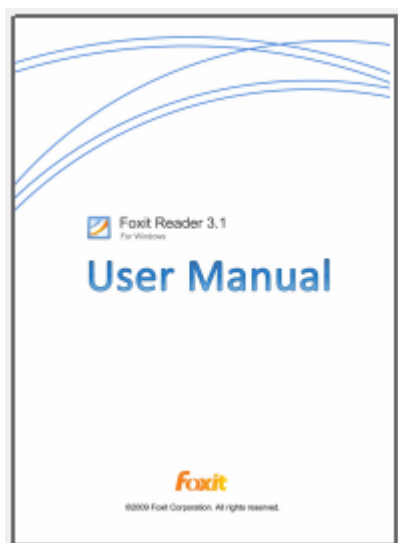 Foxit Reader 3.1
For Windows
User Manual
Foxit
©2009 Foxit Corporation. All rights reserved.